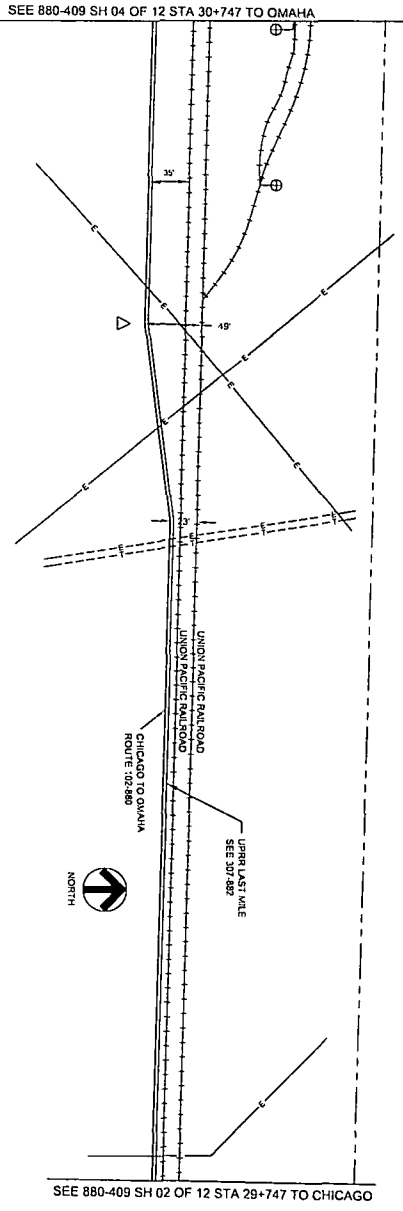 SEE 880-409 SH 04 OF 12 STA 30+747 TO OMAHA
35'
E
E
E
E
49'
E
E
E
E
E
23'
E
T
E
T
E
T
UNION PACIFIC RAILROAD
UNION PACIFIC RAILROAD
CHICAGO TO OMAHA
ROUTE 102-880
UPRR LAST MILE
SEE 307-882
NORTH
E
E
SEE 880-409 SH 02 OF 12 STA 29+747 TO CHICAGO